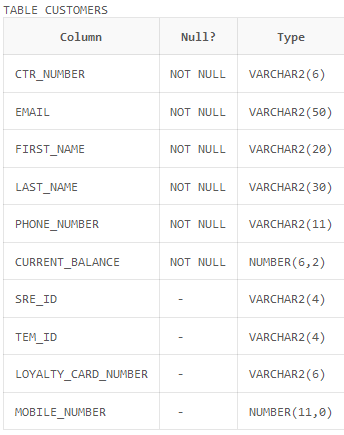 TABLE CUSTOMERS
Column Null? Type
CTR_NUMBER NOT NULL VARCHAR2(6)
EMAIL NOT NULL VARCHAR2(50)
FIRST_NAME NOT NULL VARCHAR2(20)
LAST_NAME NOT NULL VARCHAR2(30)
PHONE_NUMBER NOT NULL VARCHAR2(11)
CURRENT_BALANCE NOT NULL NUMBER(6,2)
SRE_ID - VARCHAR2(4)
TEM_ID - VARCHAR2(4)
LOYALTY_CARD_NUMBER - VARCHAR2(6)
MOBILE_NUMBER - NUMBER(11,0)